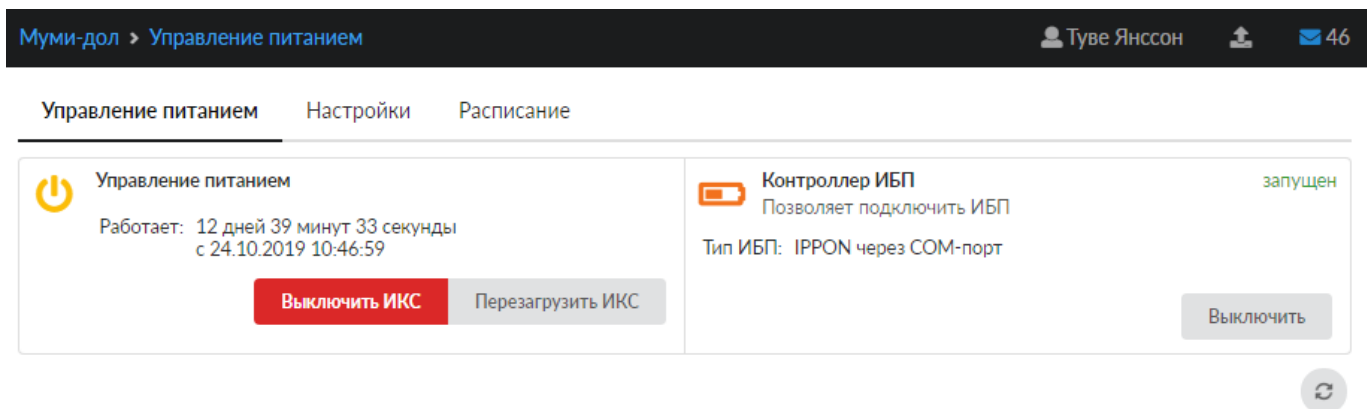 Муми-дол > Управление питанием Туве Янссон 46
Управление питанием Настройки Расписание
Управление питанием
Работает: 12 дней 39 минут 33 секунды
с 24.10.2019 10:46:59
Выключить ИКС Перезагрузить ИКС
Контроллер ИБП запущен
Позволяет подключить ИБП
Тип ИБП: IPPON через COM-порт
Выключить